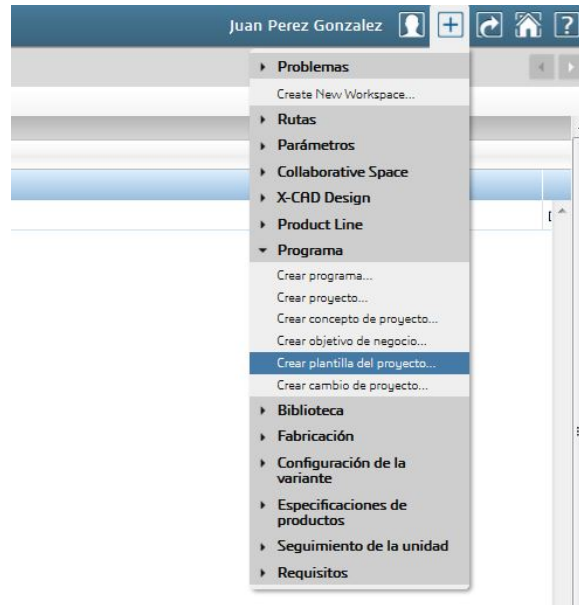 Juan Perez Gonzalez
Problemas
Create New Workspace...
Rutas
Parámetros
Collaborative Space
X-CAD Design
Product Line
Programa
Crear programa...
Crear proyecto...
Crear concepto de proyecto...
Crear objetivo de negocio...
Crear plantilla del proyecto...
Crear cambio de proyecto...
Biblioteca
Fabricación
Configuración de la
variante
Especificaciones de
productos
Seguimiento de la unidad
Requisitos